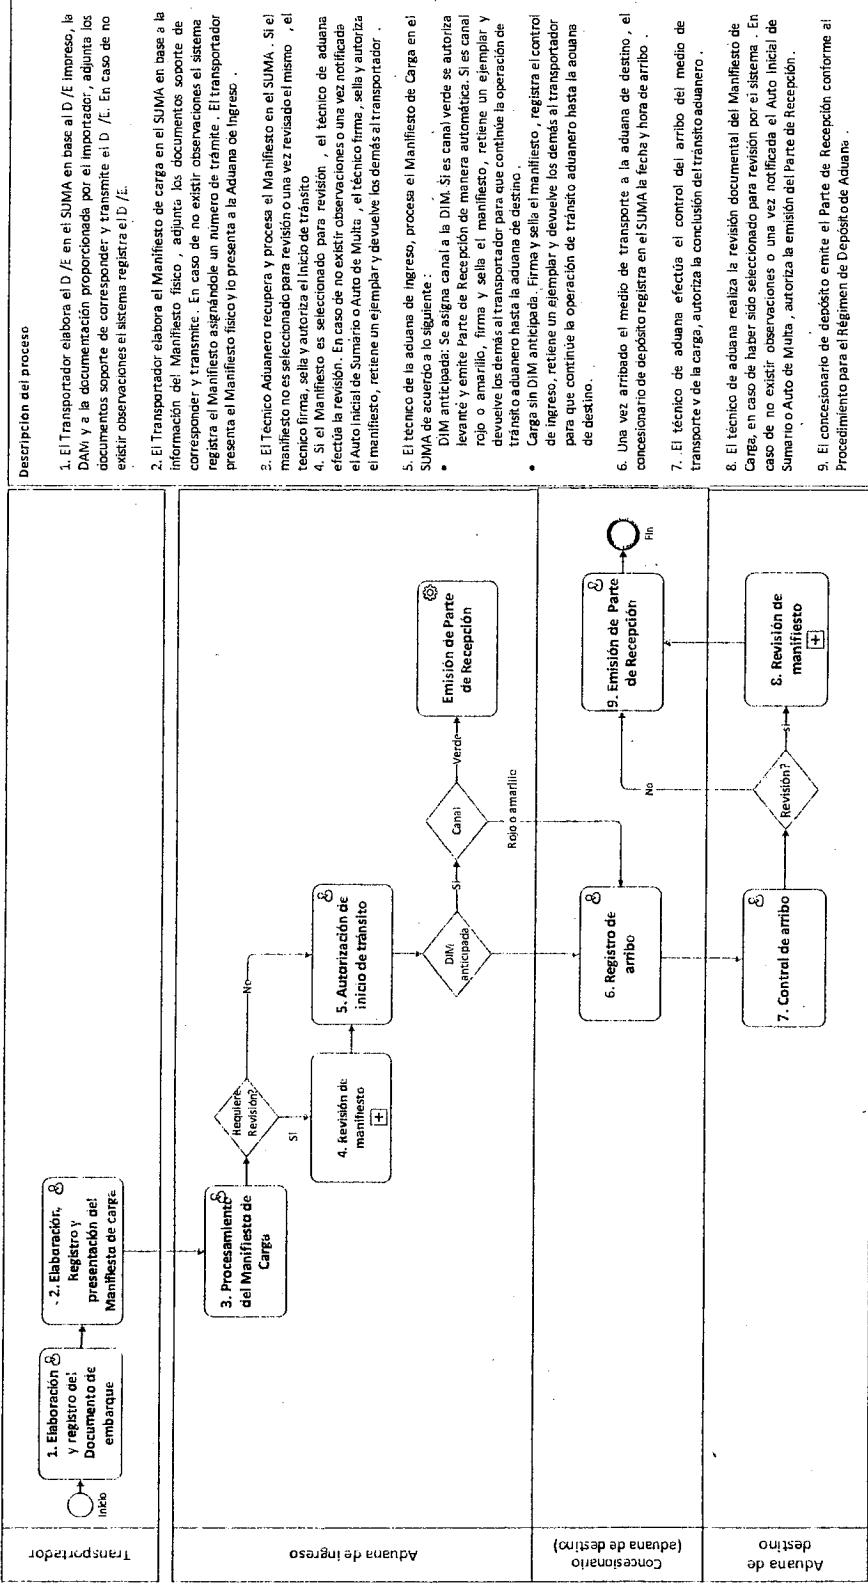 Descripción del proceso
1. El Transportador elabora el D /E en el SUMA en base al D /E impreso, la
DAM y a la documentación proporcionada por el importador, adjunta los
documentos soporte de corresponder y transmite el D /E. En caso de no
existir observaciones el sistema registra el D /E.
2. El Transportador elabora el Manifiesto de carga en el SUMA en base a la
información del Manifiesto físico , adjunta los documentos soporte de
corresponder y transmite. En caso de no existir observaciones el sistema
registra el Manifiesto asignándole un número de trámite . El transportador
presenta el Manifiesto físico y lo presenta a la Aduana de Ingreso .
3. El Técnico Aduanero recupera y procesa el Manifiesto en el SUMA . Si el
manifiesto no es seleccionado para revisión o una vez revisado el mismo , el
tecnico firma, sella y autoriza el Inicio de tránsito
4. Si el Manifiesto es seleccionado para revisión , el técnico de aduana
efectúa la revisión. En caso de no existir observaciones o una vez notificada
el Auto Inicial de Sumario o Auto de Multa , el técnico firma , sella y autoriza
el manifiesto, retiene un ejemplar y devuelve los demás al transportador .
5. El técnico de la aduana de Ingreso, procesa el Manifiesto de Carga en el
SUMA de acuerdo a lo siguiente :
• DIM anticipada: Se asigna canal a la DIM. Si es canal verde se autoriza
levante y emite Parte de Recepción de manera automática. Si es canal
rojo o amarillo, firma y sella el manifiesto , retiene un ejemplar y
devuelve los demás al transportador para que continúe la operación de
tránsito aduanero hasta la aduana de destino .
• Carga sin DIM anticipada . Firma y sella el manifiesto , registra el control
de ingreso, retiene un ejemplar y devuelve los demás al transportador
para que continúe la operación de tránsito aduanero hasta la aduana
de destino.
6. Una vez arribado el medio de transporte a la aduana de destino , el
concesionario de depósito registra en el SUMA la fecha y hora de arribo .
7. .El técnico de aduana efectúa el control del arribo del medio de
transporte y de la carga, autoriza la conclusión del tránsito aduanero .
8. El técnico de aduana realiza la revisión documental del Manifiesto de
Carga, en caso de haber sido seleccionado para revisión por el sistema . En
caso de no existir observaciones o una vez notificada el Auto Inicial de
Sumario o Auto de Multa , autoriza la emisión del Parte de Recepción.
9. El concesionario de depósito emite el Parte de Recepción conforme al
Procedimiento para el Régimen de Depósito de Aduana .
Transportador
Inicio
1. Elaboración
y registro del
Documento de
embarque
2. Elaboración,
Registro y
presentación del
Manifiesta de carga
Aduana de ingreso
3. Procesamiento
del Manifiesta de
Carga
Requiere
Revisión?
No
SI
4. Revisión de
manifiesto
5. Autorización de
inicio de tránsito
DIM
anticipada
SI
Canal
Verde
Rojo o amarillo
Emisión de Parte
de Recepción
Concesionario
(aduana de destino)
6. Registro de
arribo
9. Emisión de Parte
de Recepción
Fin
Aduana de
destino
7. Control de arribo
Revisión?
No
si
8. Revisión de
manifiesto